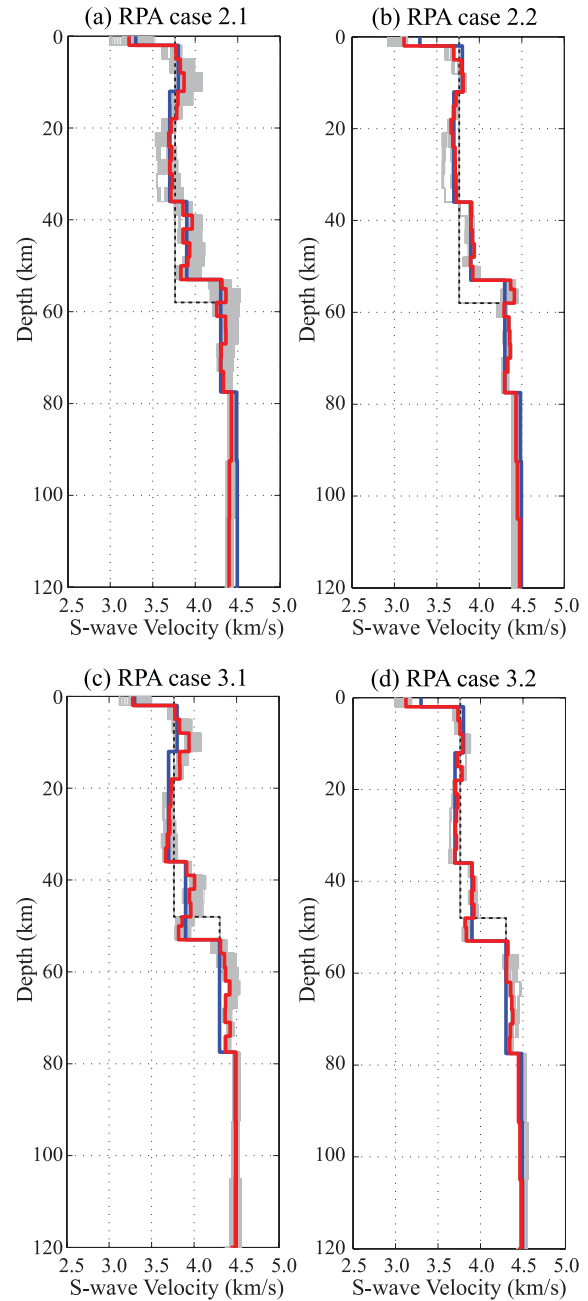 (a) RPA case 2.1
(b) RPA case 2.2
0
20
40
60
80
100
120
Depth (km)
2.5 3.0 3.5 4.0 4.5 5.0
S-wave Velocity (km/s)
0
20
40
60
80
100
120
Depth (km)
2.5 3.0 3.5 4.0 4.5 5.0
S-wave Velocity (km/s)
(c) RPA case 3.1
(d) RPA case 3.2
0
20
40
60
80
100
120
Depth (km)
2.5 3.0 3.5 4.0 4.5 5.0
S-wave Velocity (km/s)
0
20
40
60
80
100
120
Depth (km)
2.5 3.0 3.5 4.0 4.5 5.0
S-wave Velocity (km/s)